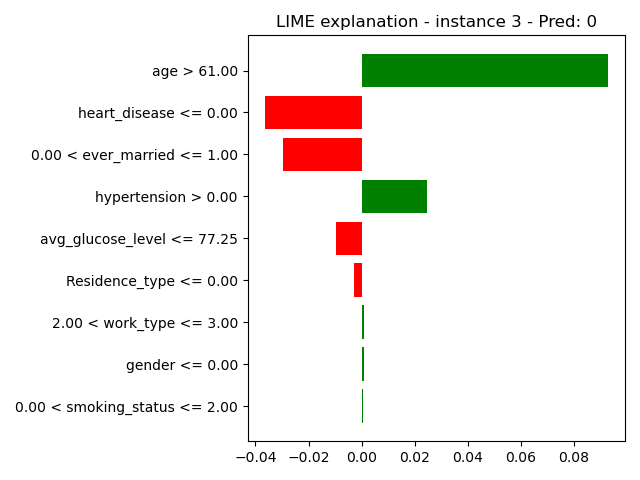 LIME explanation - instance 3 - Pred: 0
age > 61.00
heart_disease <= 0.00
0.00 < ever_married <= 1.00
hypertension > 0.00
avg_glucose_level <= 77.25
Residence_type <= 0.00
2.00 < work_type <= 3.00
gender <= 0.00
0.00 < smoking_status <= 2.00
−0.04 −0.02 0.00 0.02 0.04 0.06 0.08